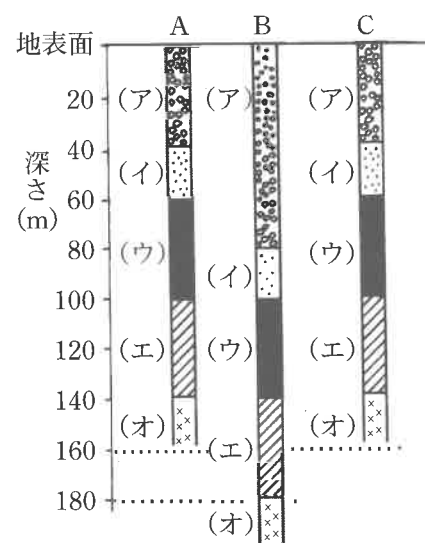 A B C
地表面
20 (ア) (ア) (ア)
40
(イ) (イ)
60
80 (ウ) (ウ)
(イ)
100
120 (エ) (ウ) (エ)
140
(オ) (オ)
160 (エ)
180
(オ)
深さ
(m)